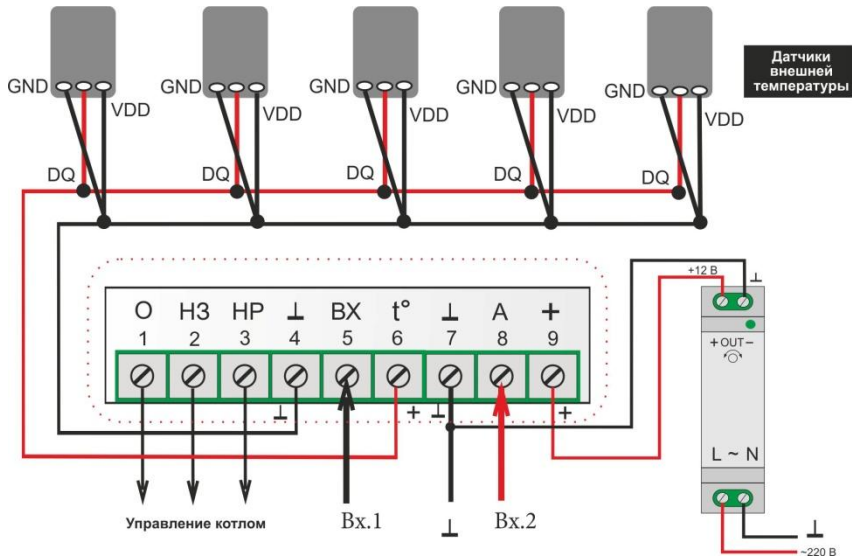 GND VDD GND VDD GND VDD GND VDD GND VDD
Датчики
внешней
температуры
DQ DQ DQ DQ DQ
+12 В ⊥
О НЗ НР ⊥ ВХ t° ⊥ А +
1 2 3 4 5 6 7 8 9
+ OUT −
⊥ + ⊥ +
L ~ N
Управление котлом
Вх.1
⊥
Вх.2
⊥
~220 В